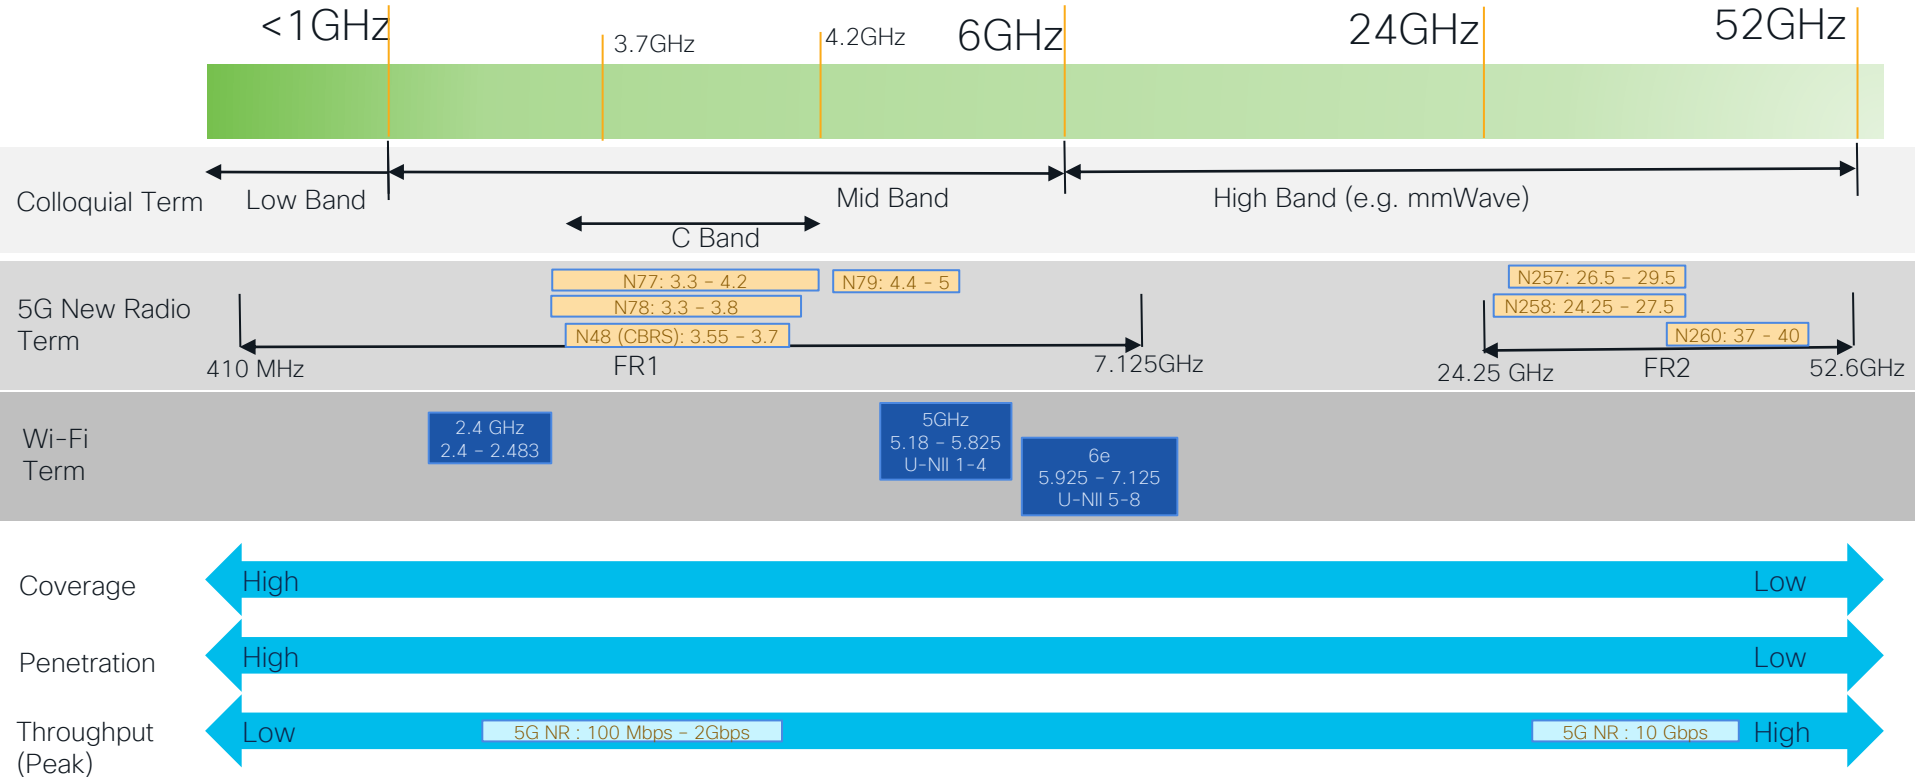 <1GHz
3.7GHz
4.2GHz
6GHz
24GHz
52GHz
Colloquial Term
Low Band
Mid Band
High Band (e.g. mmWave)
C Band
5G New Radio
Term
N77: 3.3 – 4.2
N79: 4.4 – 5
N78: 3.3 – 3.8
N48 (CBRS): 3.55 – 3.7
N257: 26.5 – 29.5
N258: 24.25 – 27.5
N260: 37 – 40
410 MHz
FR1
7.125GHz
24.25 GHz
FR2
52.6GHz
Wi-Fi
Term
2.4 GHz
2.4 – 2.483
5GHz
5.18 – 5.825
U-NII 1-4
6e
5.925 – 7.125
U-NII 5-8
Coverage
High
Low
Penetration
High
Low
Throughput
(Peak)
Low
5G NR : 100 Mbps – 2Gbps
5G NR : 10 Gbps
High